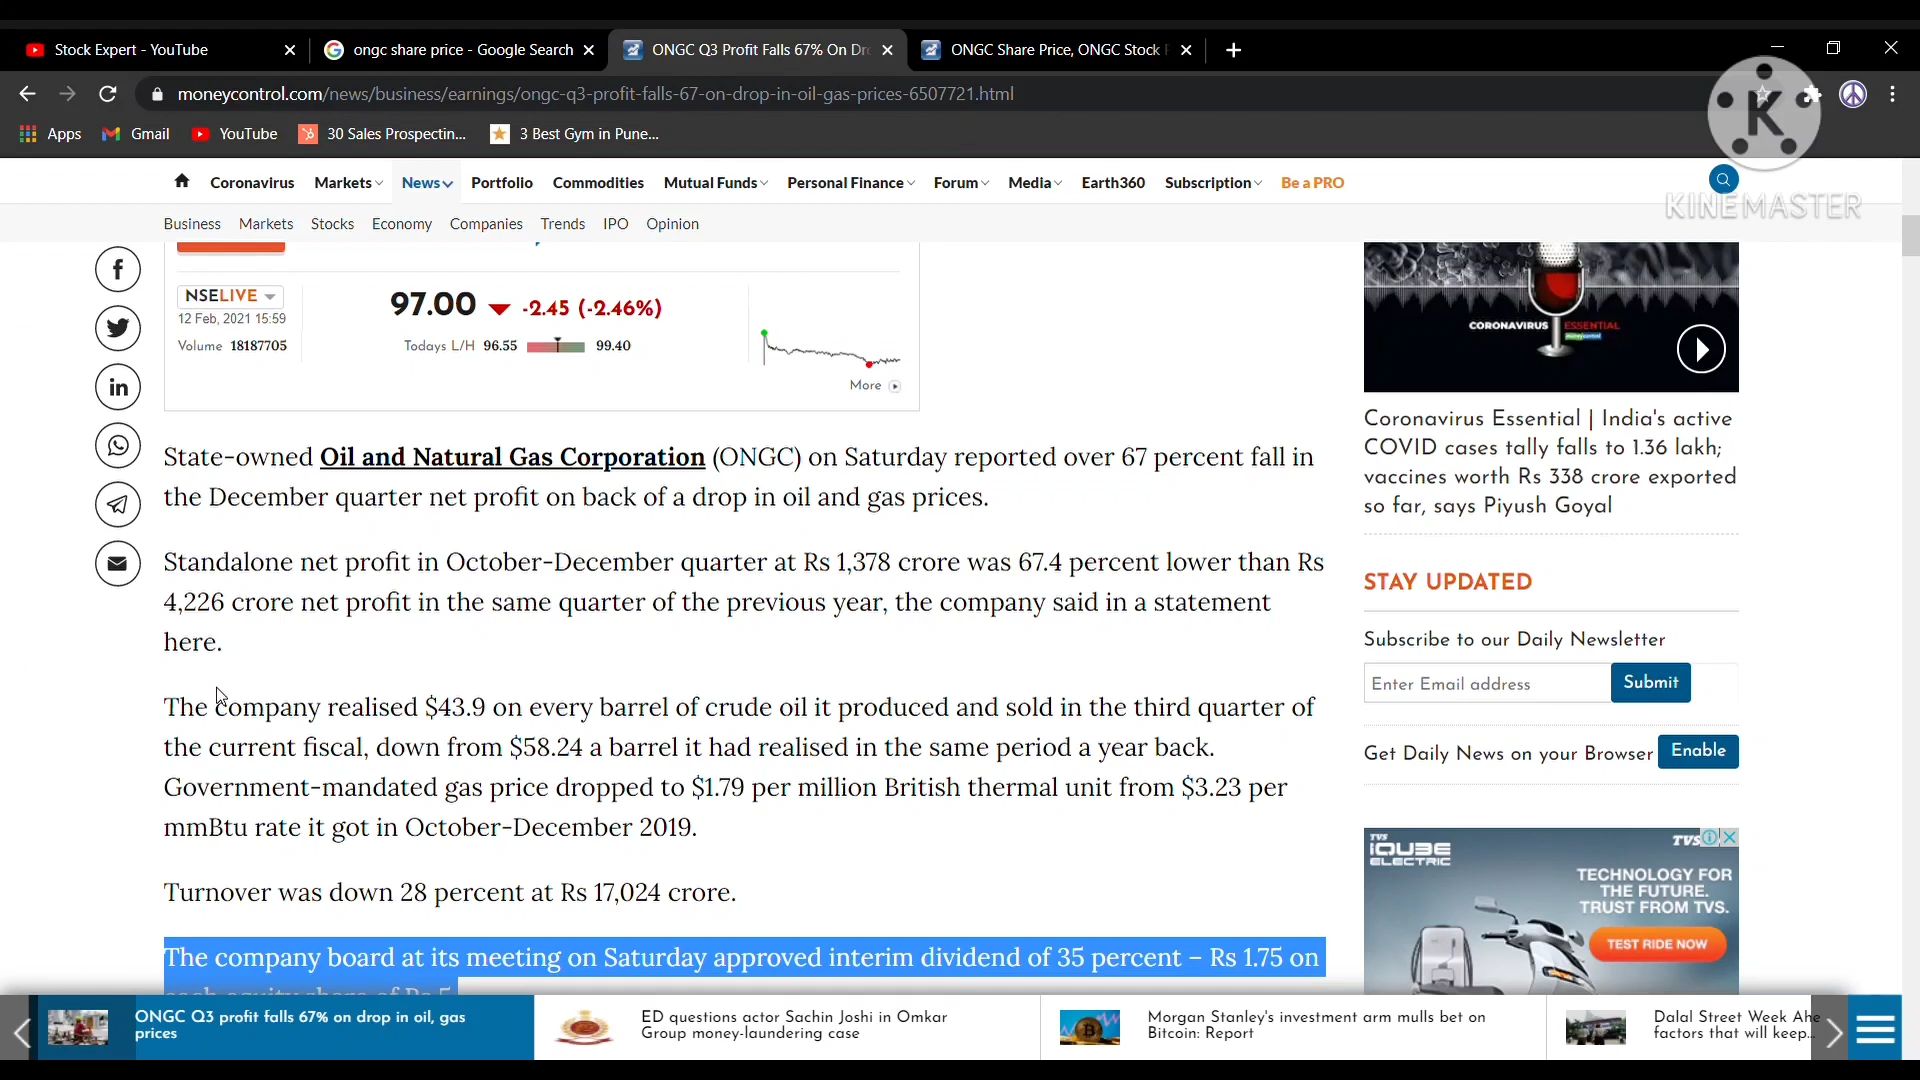 Stock Expert - YouTube
ongc share price - Google Search
ONGC Q3 Profit Falls 67% On Dr
ONGC Share Price, ONGC Stock P
moneycontrol.com/news/business/earnings/ongc-q3-profit-falls-67-on-drop-in-oil-gas-prices-6507721.html
Apps Gmail YouTube 30 Sales Prospectin... 3 Best Gym in Pune...
K
KINEMASTER
Coronavirus Markets News Portfolio Commodities Mutual Funds Personal Finance Forum Media Earth360 Subscription Be a PRO
Business Markets Stocks Economy Companies Trends IPO Opinion
NSELIVE
12 Feb, 2021 15:59
Volume 18187705
97.00 -2.45 (-2.46%)
Todays L/H 96.55 99.40
More
State-owned Oil and Natural Gas Corporation (ONGC) on Saturday reported over 67 percent fall in
the December quarter net profit on back of a drop in oil and gas prices.
Standalone net profit in October-December quarter at Rs 1,378 crore was 67.4 percent lower than Rs
4,226 crore net profit in the same quarter of the previous year, the company said in a statement
here.
The company realised $43.9 on every barrel of crude oil it produced and sold in the third quarter of
the current fiscal, down from $58.24 a barrel it had realised in the same period a year back.
Government-mandated gas price dropped to $1.79 per million British thermal unit from $3.23 per
mmBtu rate it got in October-December 2019.
Turnover was down 28 percent at Rs 17,024 crore.
The company board at its meeting on Saturday approved interim dividend of 35 percent – Rs 1.75 on
each equity share of Rs 5
CORONAVIRUS ESSENTIAL
Coronavirus Essential | India's active
COVID cases tally falls to 1.36 lakh;
vaccines worth Rs 338 crore exported
so far, says Piyush Goyal
STAY UPDATED
Subscribe to our Daily Newsletter
Enter Email address Submit
Get Daily News on your Browser Enable
TVS
iQUBE
ELECTRIC
TVS
TECHNOLOGY FOR
THE FUTURE.
TRUST FROM TVS.
TEST RIDE NOW
ONGC Q3 profit falls 67% on drop in oil, gas
prices
ED questions actor Sachin Joshi in Omkar
Group money-laundering case
Morgan Stanley's investment arm mulls bet on
Bitcoin: Report
Dalal Street Week Ahe
factors that will keep...